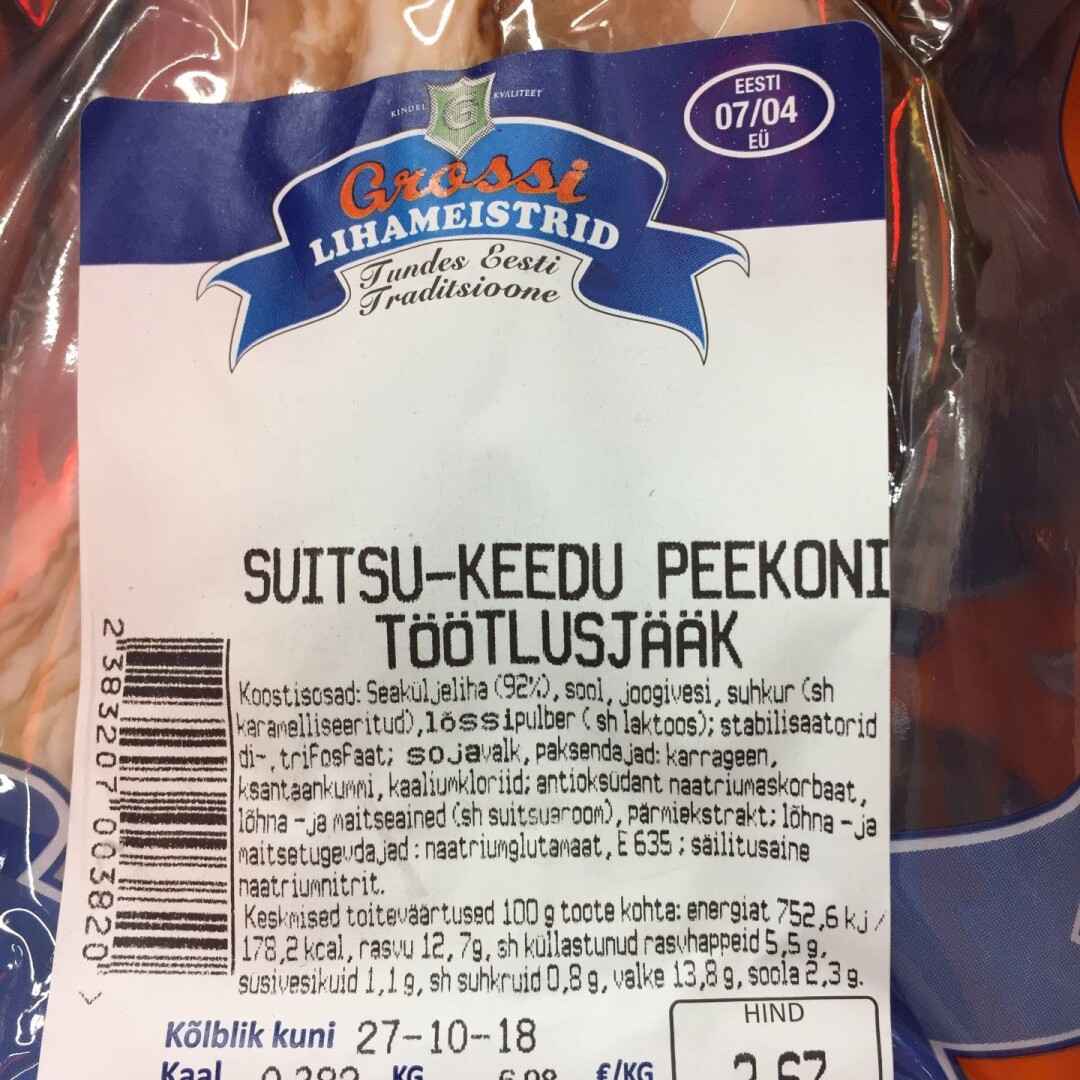 KINDEL KVALITEET
G
EESTI
07/04
EÜ
Grossi
LIHAMEISTRID
Tundes Eesti
Traditsioone
SUITSU-KEEDU PEEKONI
TÖÖTLUSJÄÄK
Koostisosad: Seaküljeliha (92%), sool, joogivesi, suhkur (sh
karamelliseeritud), lõssipulber ( sh laktoos); stabilisaatorid
di-, trifosfaat; sojavalk, paksendajad: karrageen,
ksantaankummi, kaaliumkloriid; antioksüdant naatriumaskorbaat,
lõhna -ja maitseained (sh suitsuaroom), pärmiekstrakt; lõhna -ja
maitsetugevdajad : naatriumglutamaat, E 635 ; säilitusaine
naatriumnitrit.
Keskmised toiteväärtused 100 g toote kohta: energiat 752,6 kj /
178,2 kcal, rasvu 12,7g, sh küllastunud rasvhappeid 5,5 g,
süsivesikuid 1,1 g, sh suhkruid 0,8 g, valke 13,8 g, soola 2,3 g.
2 383207 003820 >
Kõlblik kuni 27-10-18
HIND
Kaal KG €/KG